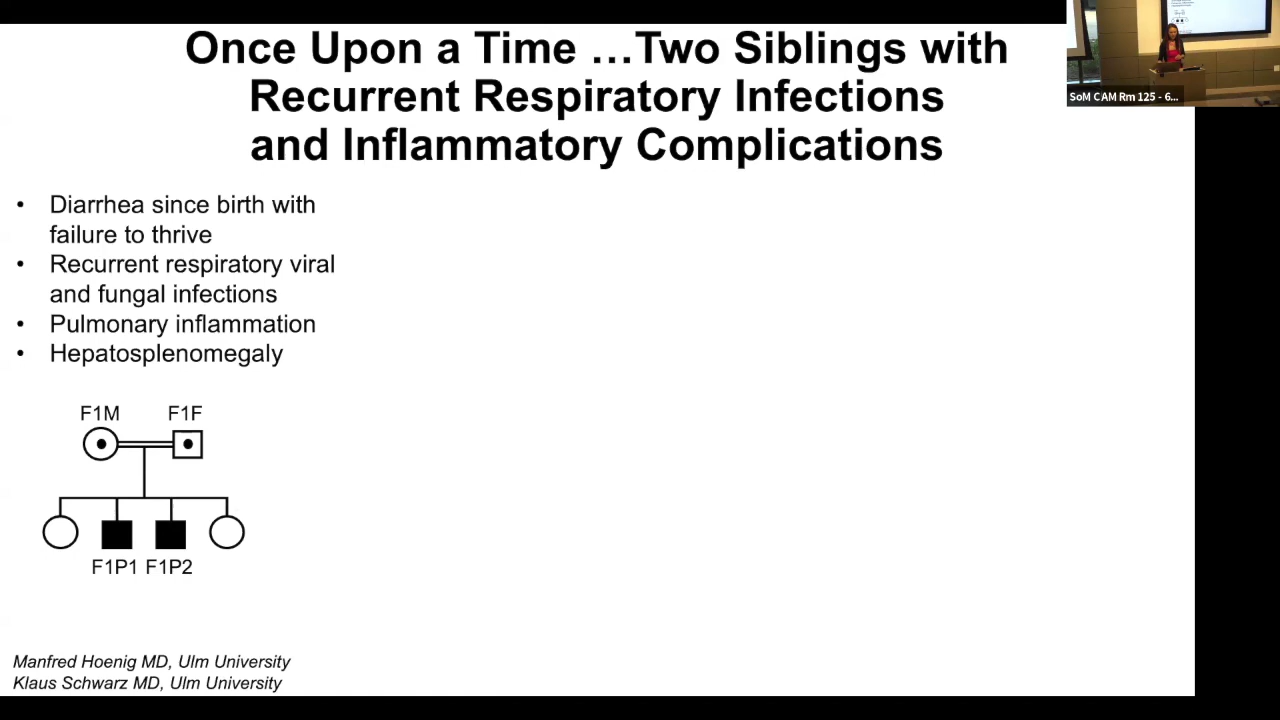 Once Upon a Time …Two Siblings with
Recurrent Respiratory Infections
and Inflammatory Complications
SoM CAM Rm 125 - 6...
• Diarrhea since birth with
failure to thrive
• Recurrent respiratory viral
and fungal infections
• Pulmonary inflammation
• Hepatosplenomegaly
F1M F1F
F1P1 F1P2
Manfred Hoenig MD, Ulm University
Klaus Schwarz MD, Ulm University